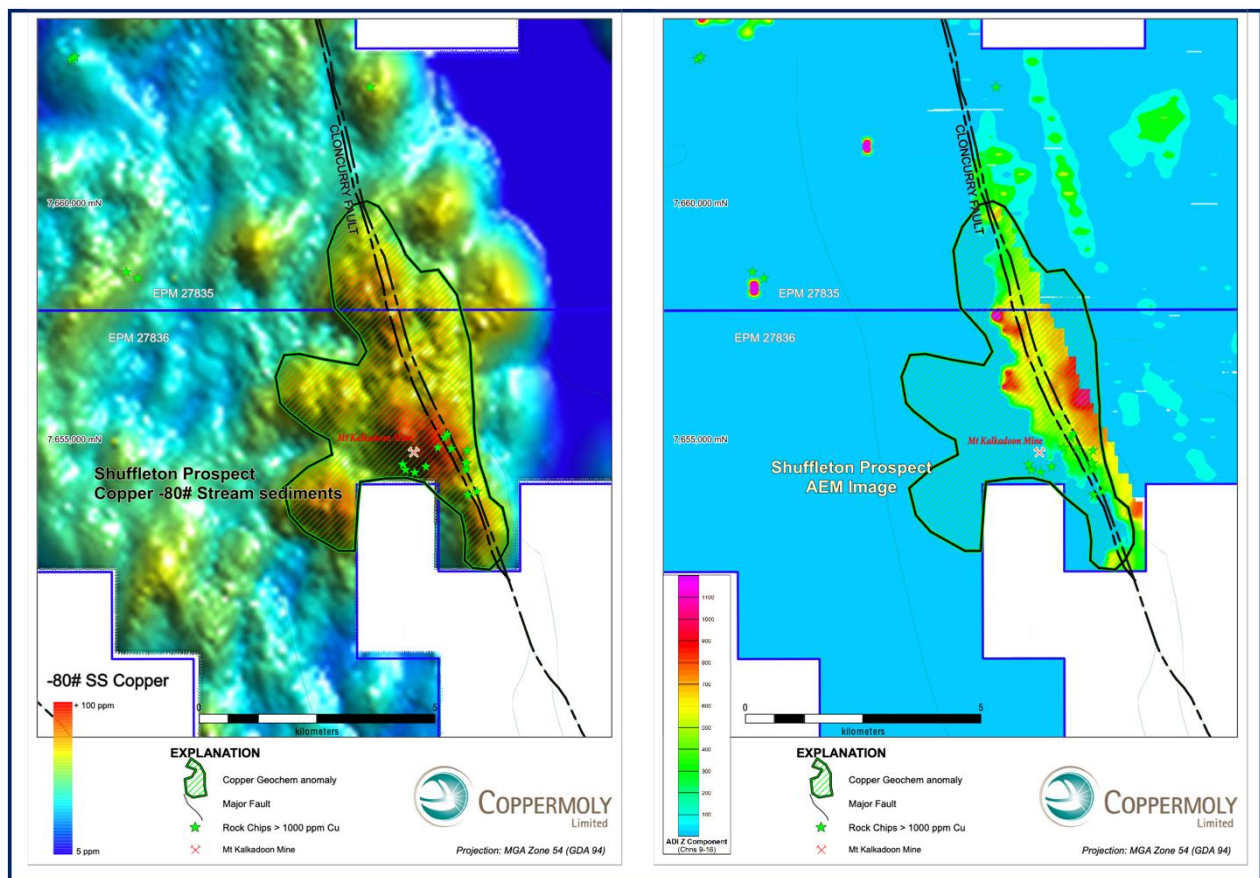 CLONCURRY FAULT
7,660,000 mN
EPM 27835
EPM 27836
7,655,000 mN
Mt Kalkadoon Mine
Shuffleton Prospect
Copper -80# Stream sediments
-80# SS Copper
+ 100 ppm
5 ppm
0 5
kilometers
EXPLANATION
Copper Geochem anomaly
Major Fault
Rock Chips > 1000 ppm Cu
Mt Kalkadoon Mine
COPPERMOLY
Limited
Projection: MGA Zone 54 (GDA 94)
CLONCURRY FAULT
7,660,000 mN
EPM 27835
EPM 27836
7,655,000 mN
Mt Kalkadoon Mine
Shuffleton Prospect
AEM Image
1100
1000
900
800
700
600
500
400
300
200
100
ADI Z Component
(Chns 9-16)
0 5
kilometers
EXPLANATION
Copper Geochem anomaly
Major Fault
Rock Chips > 1000 ppm Cu
Mt Kalkadoon Mine
COPPERMOLY
Limited
Projection: MGA Zone 54 (GDA 94)